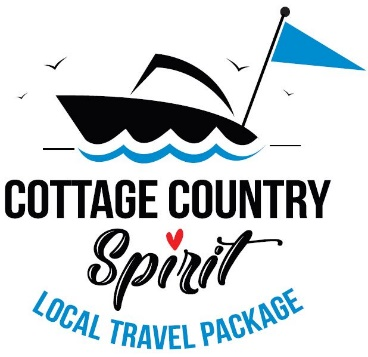 COTTAGE COUNTRY
Spirit
LOCAL TRAVEL PACKAGE